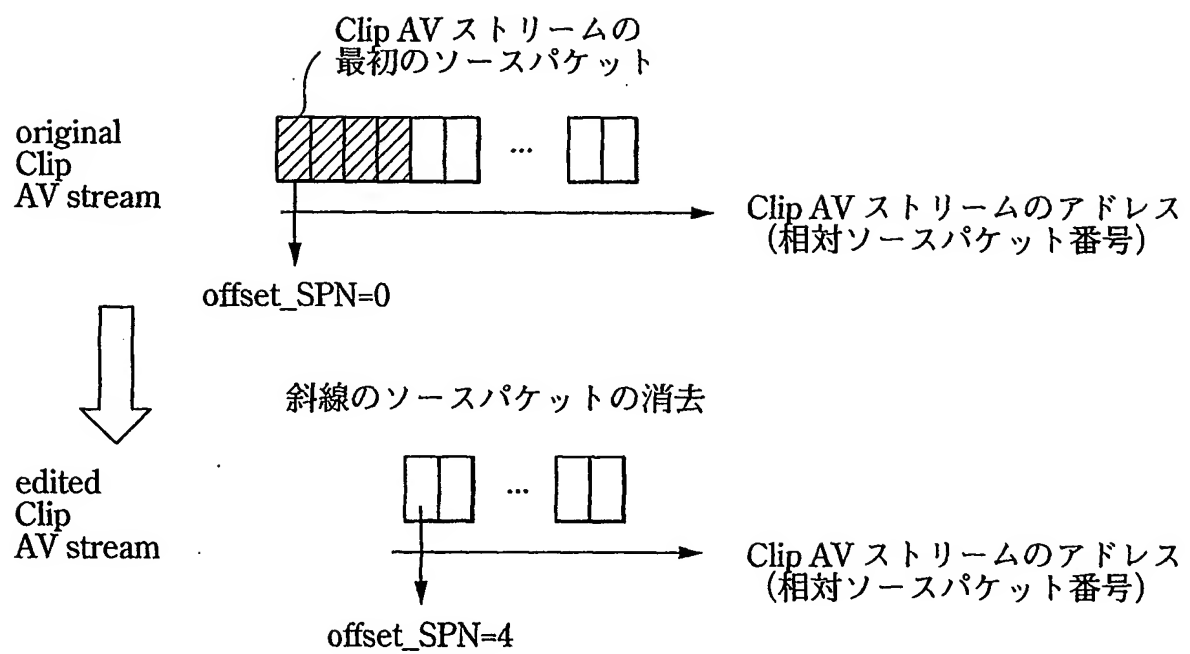 Clip AV ストリームの
最初のソースパケット
original
Clip
AV stream
...
Clip AV ストリームのアドレス
(相対ソースパケット番号)
offset_SPN=0
斜線のソースパケットの消去
edited
Clip
AV stream
...
Clip AV ストリームのアドレス
(相対ソースパケット番号)
offset_SPN=4